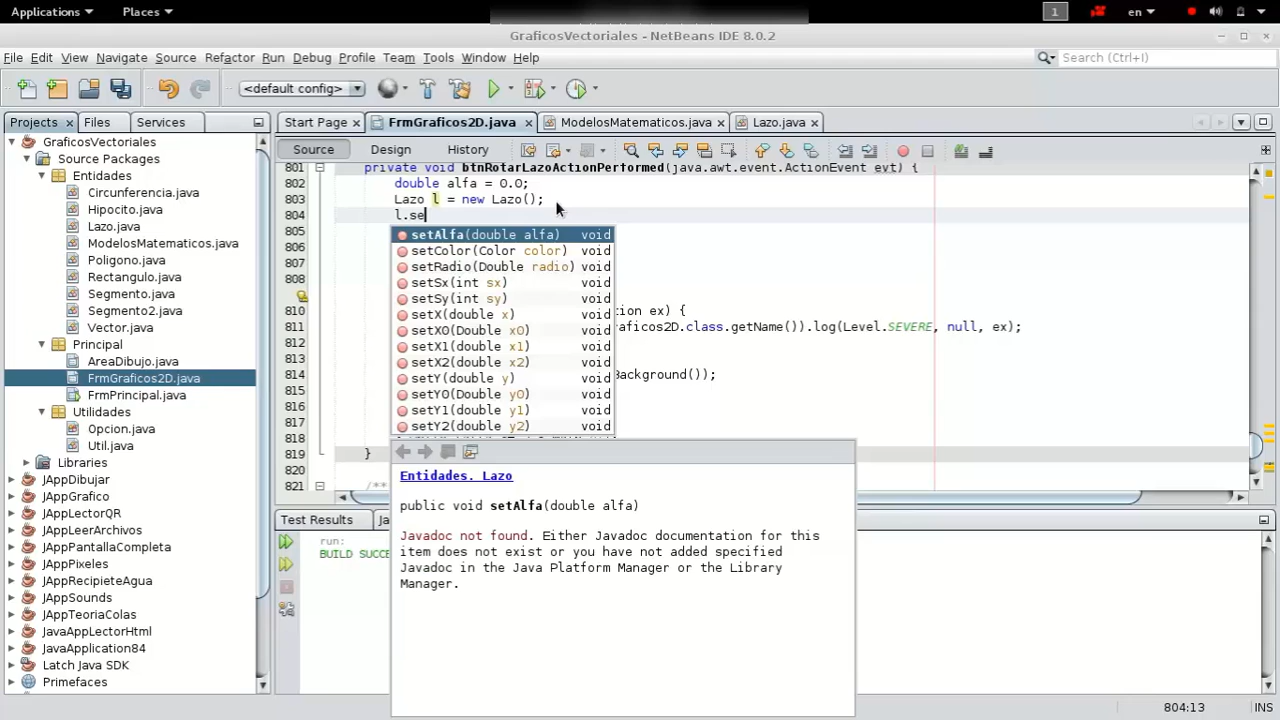 Applications Places 1 en
GraficosVectoriales - NetBeans IDE 8.0.2
File Edit View Navigate Source Refactor Run Debug Profile Team Tools Window Help Search (Ctrl+I)
<default config>
Projects Files Services Start Page FrmGraficos2D.java ModelosMatematicos.java Lazo.java
Source Design History
GraficosVectoriales
Source Packages
Entidades
Circunferencia.java
Hipocito.java
Lazo.java
ModelosMatematicos.java
Poligono.java
Rectangulo.java
Segmento.java
Segmento2.java
Vector.java
Principal
AreaDibujo.java
FrmGraficos2D.java
FrmPrincipal.java
Utilidades
Opcion.java
Util.java
Libraries
JAppDibujar
JAppGrafico
JAppLectorQR
JAppLeerArchivos
JAppPantallaCompleta
JAppPixeles
JAppRecipieteAgua
JAppSounds
JAppTeoriaColas
JavaAppLectorHtml
JavaApplication84
Latch Java SDK
Primefaces
801 private void btnRotarLazoActionPerformed(java.awt.event.ActionEvent evt) {
802 double alfa = 0.0;
803 Lazo l = new Lazo();
804 l.se
805
806
807
808
810 ion ex) {
811 raficos2D.class.getName()).log(Level.SEVERE, null, ex);
812
813
814 Background());
815
816
817
818
819 }
820
821 /**
setAlfa(double alfa) void
setColor(Color color) void
setRadio(Double radio) void
setSx(int sx) void
setSy(int sy) void
setX(double x) void
setX0(Double x0) void
setX1(Double x1) void
setX2(Double x2) void
setY(double y) void
setY0(Double y0) void
setY1(Double y1) void
setY2(Double y2) void
Entidades. Lazo
public void setAlfa(double alfa)
Javadoc not found. Either Javadoc documentation for this
item does not exist or you have not added specified
Javadoc in the Java Platform Manager or the Library
Manager.
Test Results Ja
run:
BUILD SUCCE
804:13 INS